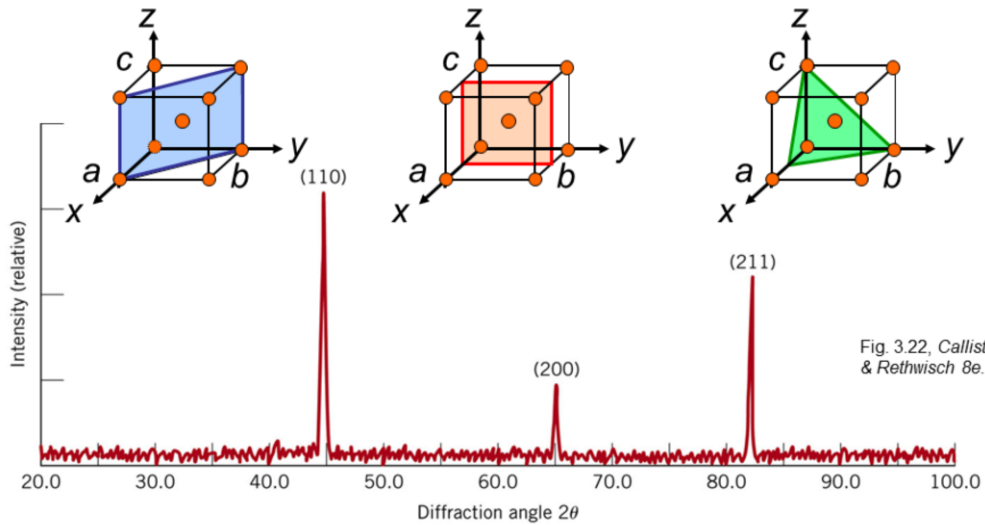 z
z
z
c
c
c
y
y
y
a
b
a
b
a
b
x
x
x
(110)
(200)
(211)
Intensity (relative)
Fig. 3.22, Callist
& Rethwisch 8e.
20.0
30.0
40.0
50.0
60.0
70.0
80.0
90.0
100.0
Diffraction angle 2θ